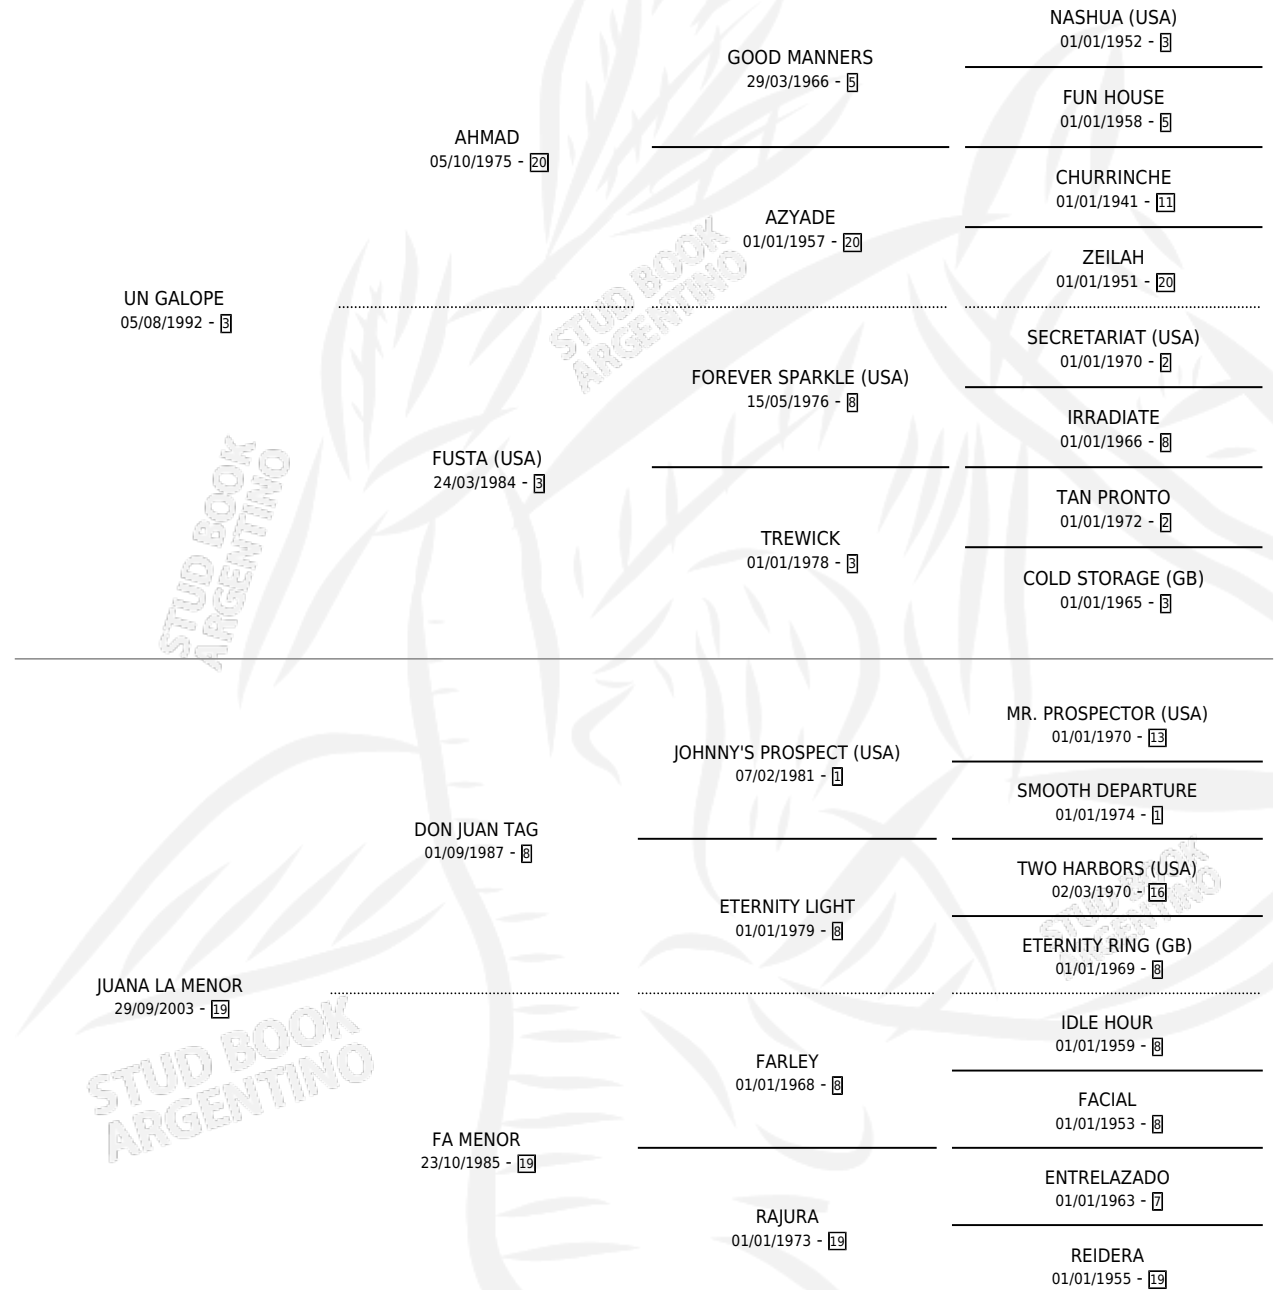 NASHUA (USA)
01/01/1952 - 3
GOOD MANNERS
29/03/1966 - 5
FUN HOUSE
01/01/1958 - 5
AHMAD
05/10/1975 - 20
CHURRINCHE
01/01/1941 - 11
AZYADE
01/01/1957 - 20
ZEILAH
01/01/1951 - 20
UN GALOPE
05/08/1992 - 3
SECRETARIAT (USA)
01/01/1970 - 2
FOREVER SPARKLE (USA)
15/05/1976 - 8
IRRADIATE
01/01/1966 - 8
FUSTA (USA)
24/03/1984 - 3
TAN PRONTO
01/01/1972 - 2
TREWICK
01/01/1978 - 3
COLD STORAGE (GB)
01/01/1965 - 3
STUD BOOK
ARGENTINO
STUD BOOK
ARGENTINO
MR. PROSPECTOR (USA)
01/01/1970 - 13
JOHNNY'S PROSPECT (USA)
07/02/1981 - 1
SMOOTH DEPARTURE
01/01/1974 - 1
DON JUAN TAG
01/09/1987 - 8
TWO HARBORS (USA)
02/03/1970 - 16
ETERNITY LIGHT
01/01/1979 - 8
ETERNITY RING (GB)
01/01/1969 - 8
JUANA LA MENOR
29/09/2003 - 19
IDLE HOUR
01/01/1959 - 8
FARLEY
01/01/1968 - 8
FACIAL
01/01/1953 - 8
FA MENOR
23/10/1985 - 19
ENTRELAZADO
01/01/1963 - 7
RAJURA
01/01/1973 - 19
REIDERA
01/01/1955 - 19
STUD BOOK
ARGENTINO
STUD BOOK
ARGENTINO